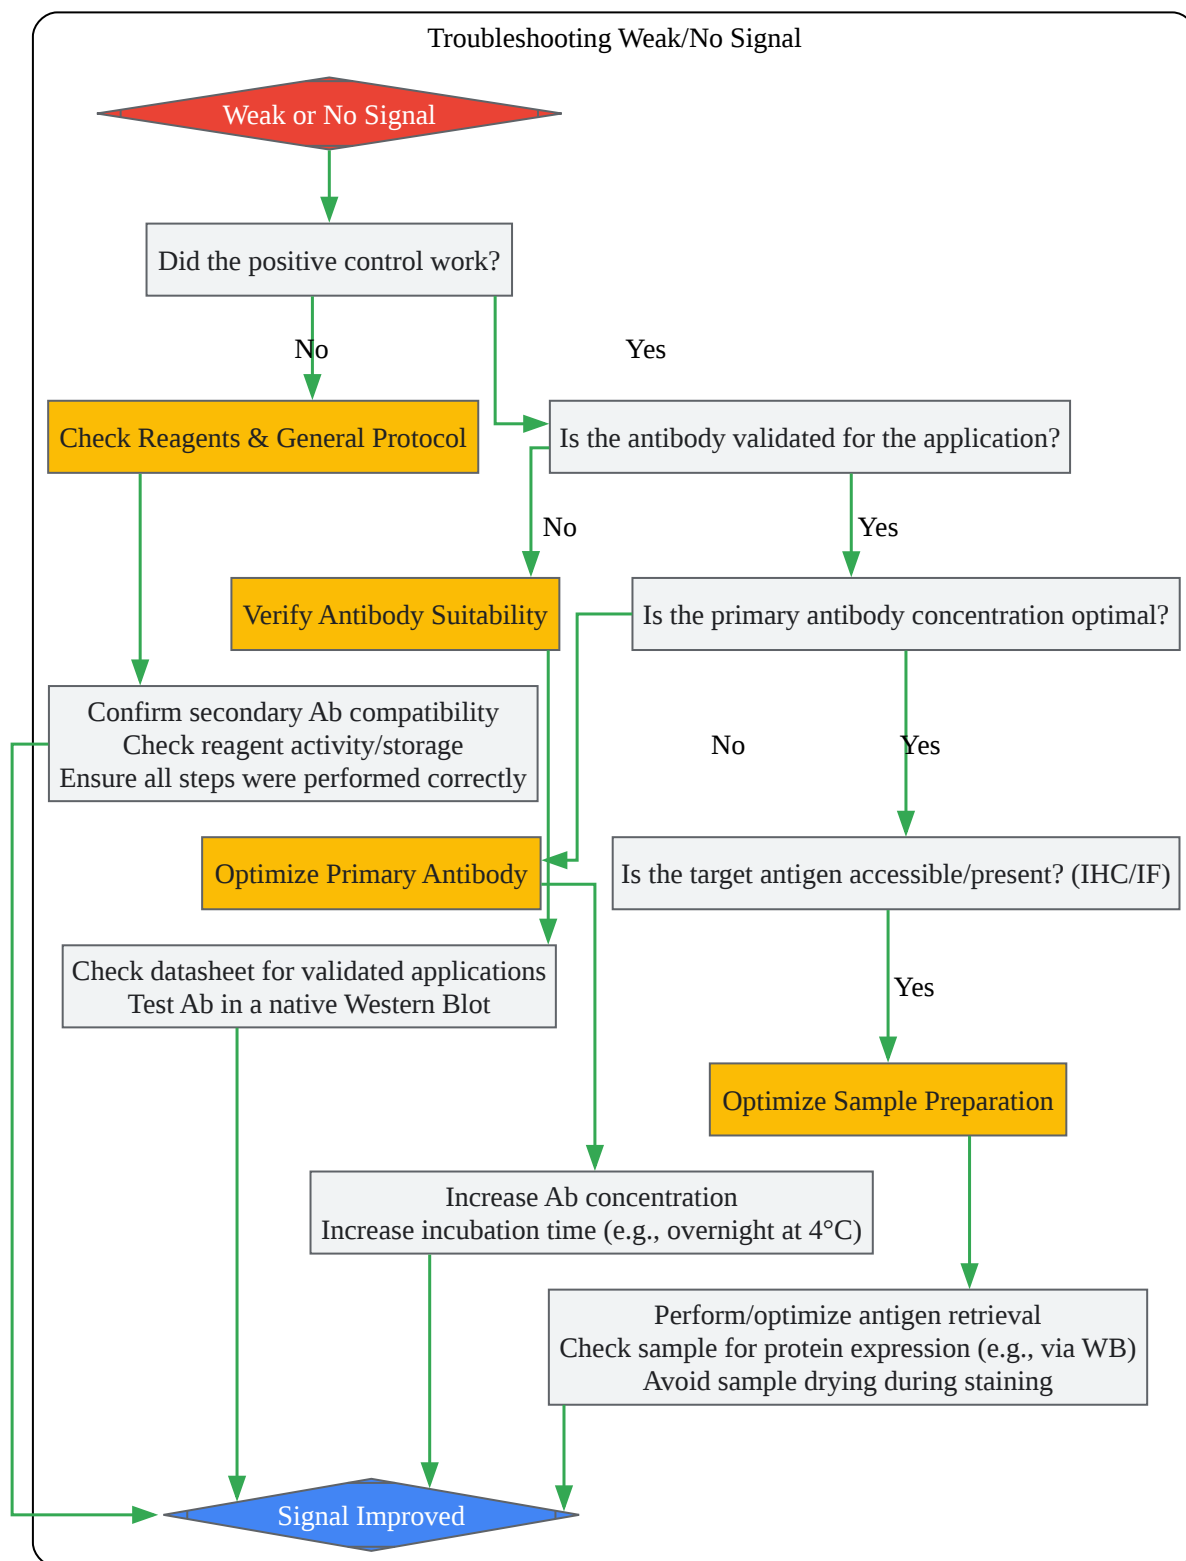 Troubleshooting Weak/No Signal
Weak or No Signal
Did the positive control work?
No
Yes
Check Reagents & General Protocol
Is the antibody validated for the application?
No
Yes
Verify Antibody Suitability
Is the primary antibody concentration optimal?
Confirm secondary Ab compatibility
Check reagent activity/storage
Ensure all steps were performed correctly
No
Yes
Optimize Primary Antibody
Is the target antigen accessible/present? (IHC/IF)
Check datasheet for validated applications
Test Ab in a native Western Blot
Yes
Optimize Sample Preparation
Increase Ab concentration
Increase incubation time (e.g., overnight at 4°C)
Perform/optimize antigen retrieval
Check sample for protein expression (e.g., via WB)
Avoid sample drying during staining
Signal Improved